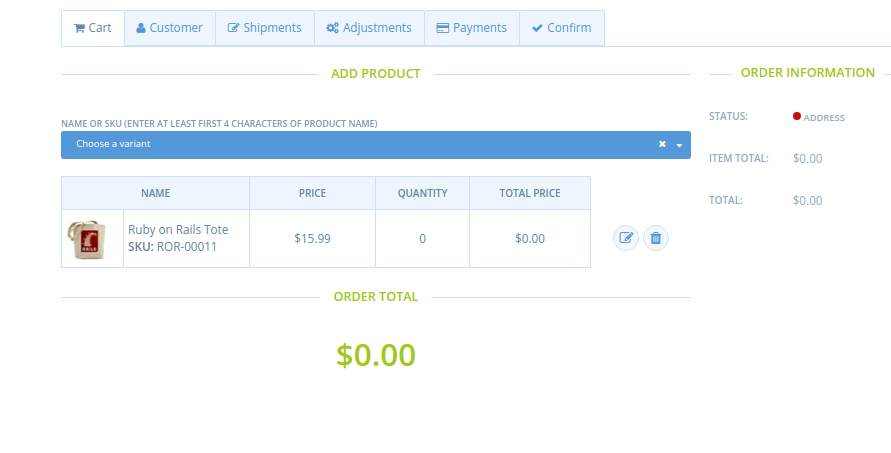 Cart Customer Shipments Adjustments Payments Confirm
ADD PRODUCT
NAME OR SKU (ENTER AT LEAST FIRST 4 CHARACTERS OF PRODUCT NAME)
Choose a variant
NAME PRICE QUANTITY TOTAL PRICE
RAILS
Ruby on Rails Tote $15.99 0 $0.00
SKU: ROR-00011
ORDER TOTAL
$0.00
ORDER INFORMATION
STATUS: ADDRESS
ITEM TOTAL: $0.00
TOTAL: $0.00